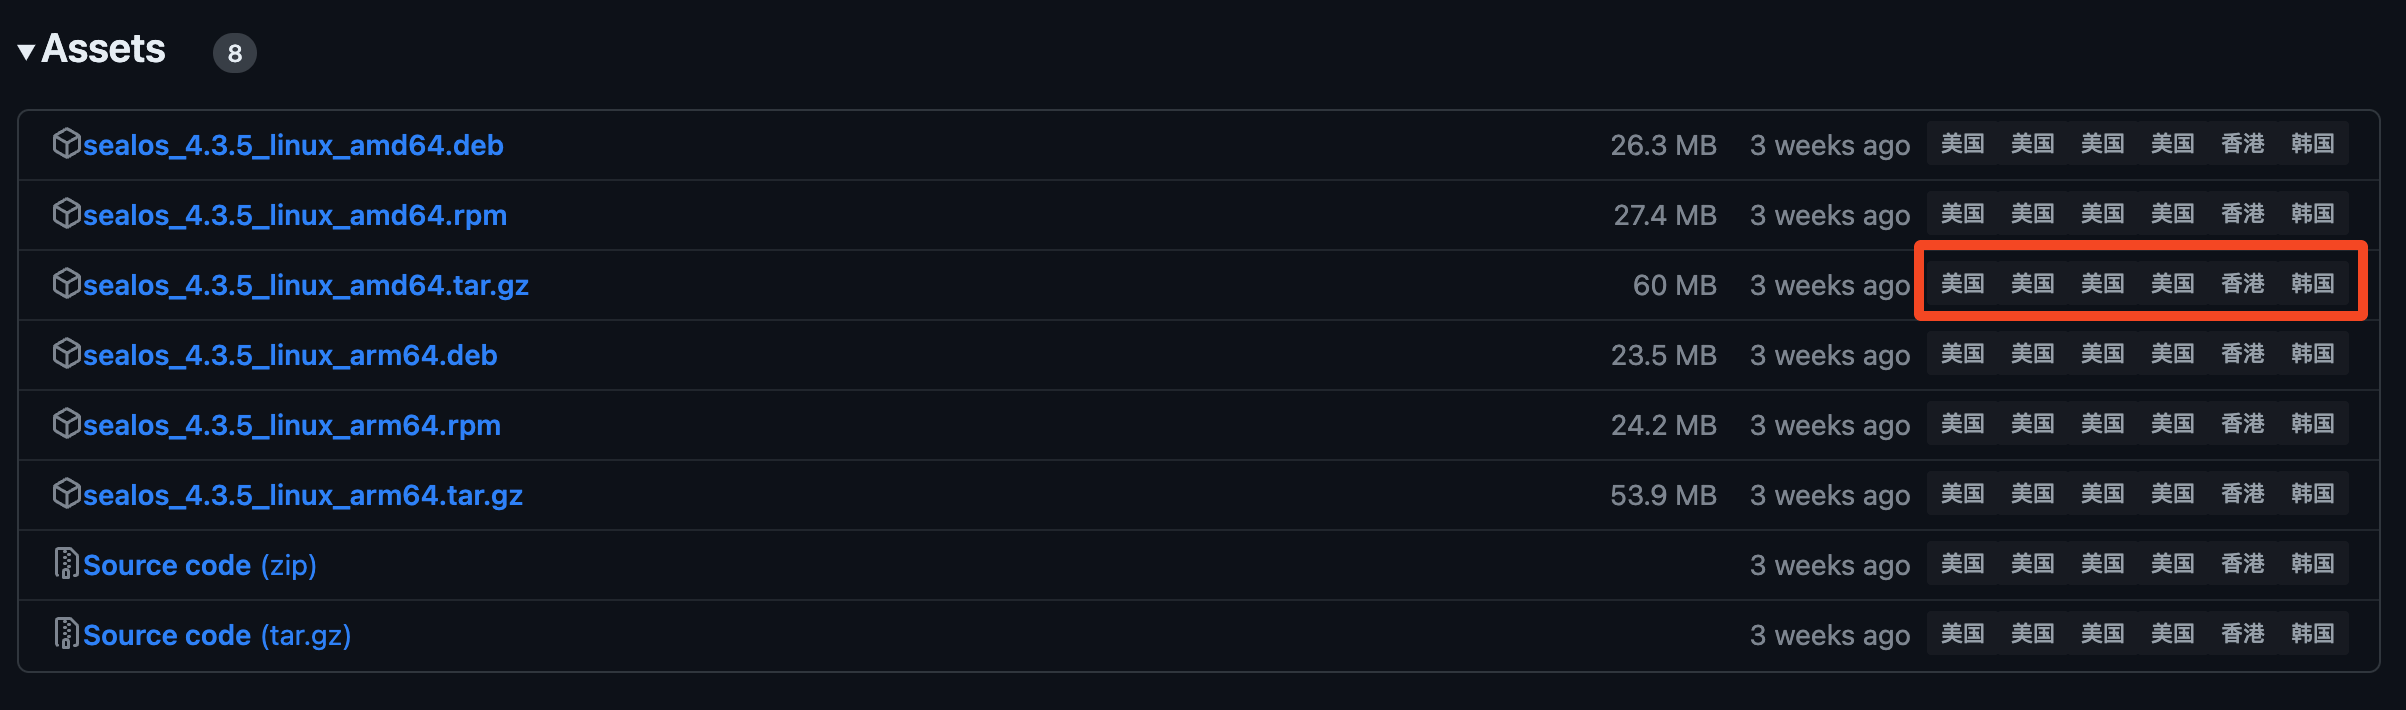 Assets 8
sealos_4.3.5_linux_amd64.deb 26.3 MB 3 weeks ago 美国 美国 美国 美国 香港 韩国
sealos_4.3.5_linux_amd64.rpm 27.4 MB 3 weeks ago 美国 美国 美国 美国 香港 韩国
sealos_4.3.5_linux_amd64.tar.gz 60 MB 3 weeks ago 美国 美国 美国 美国 香港 韩国
sealos_4.3.5_linux_arm64.deb 23.5 MB 3 weeks ago 美国 美国 美国 美国 香港 韩国
sealos_4.3.5_linux_arm64.rpm 24.2 MB 3 weeks ago 美国 美国 美国 美国 香港 韩国
sealos_4.3.5_linux_arm64.tar.gz 53.9 MB 3 weeks ago 美国 美国 美国 美国 香港 韩国
Source code (zip) 3 weeks ago 美国 美国 美国 美国 香港 韩国
Source code (tar.gz) 3 weeks ago 美国 美国 美国 美国 香港 韩国